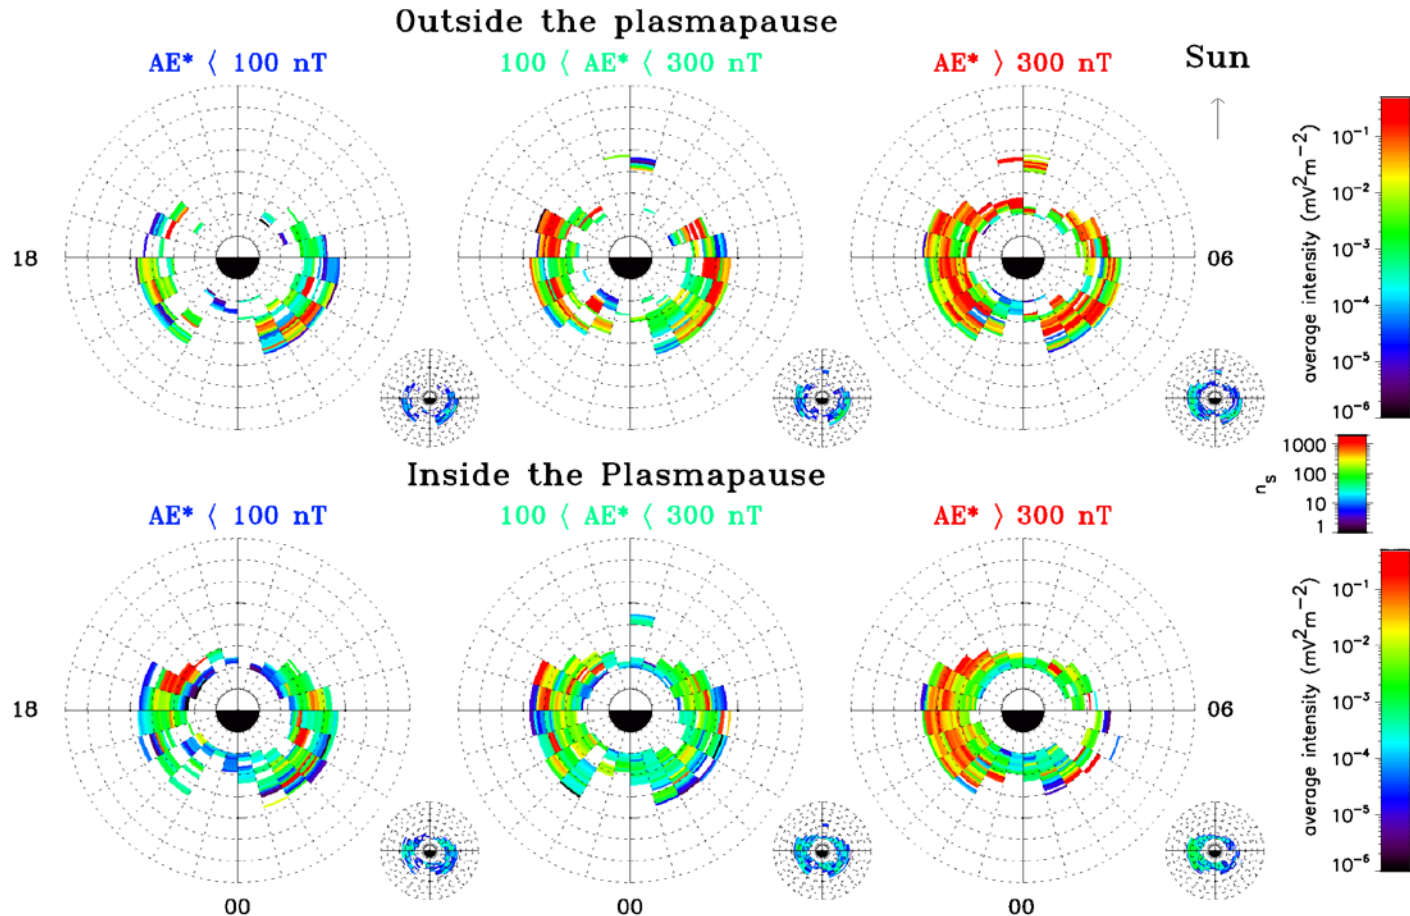 Outside the plasmapause
AE* ⟨ 100 nT
100 ⟨ AE* ⟨ 300 nT
AE* ⟩ 300 nT
Sun
18
06
average intensity (mV²m⁻²)
10⁻¹
10⁻²
10⁻³
10⁻⁴
10⁻⁵
10⁻⁶
Inside the Plasmapause
AE* ⟨ 100 nT
100 ⟨ AE* ⟨ 300 nT
AE* ⟩ 300 nT
nₛ
1000
100
10
1
18
06
average intensity (mV²m⁻²)
10⁻¹
10⁻²
10⁻³
10⁻⁴
10⁻⁵
10⁻⁶
00
00
00